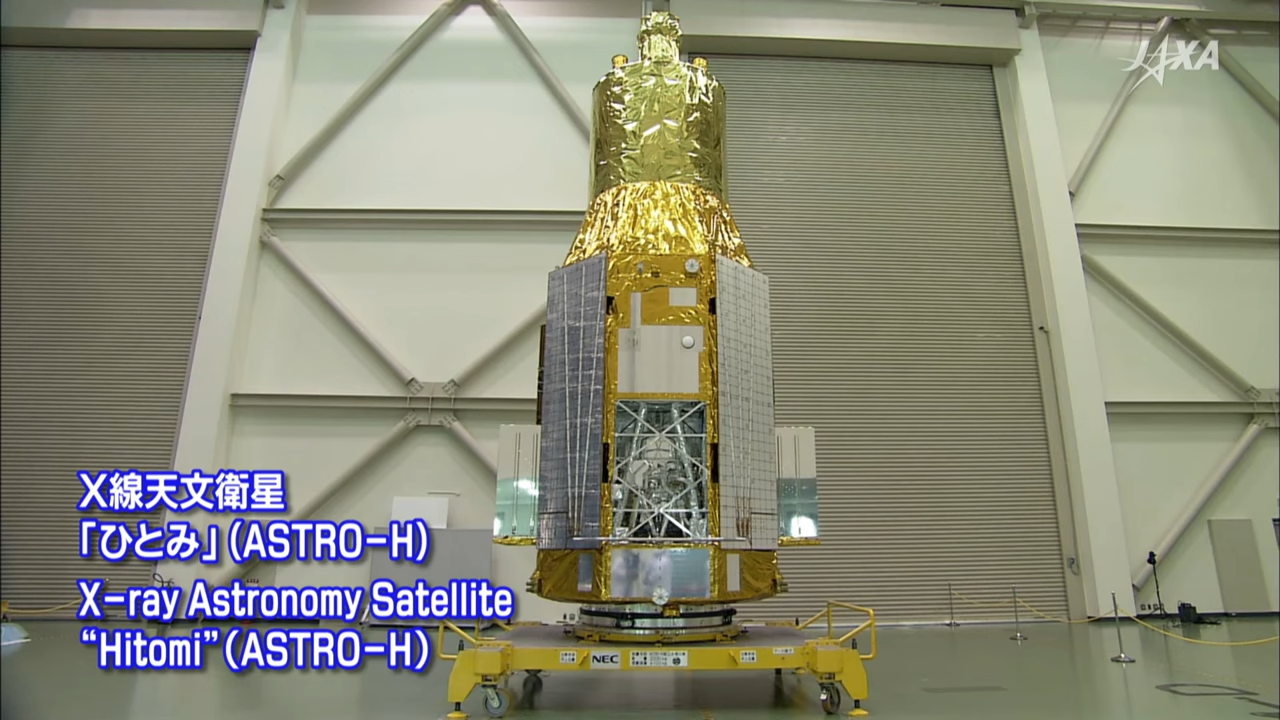 JAXA
X線天文衛星
「ひとみ」(ASTRO-H)
X-ray Astronomy Satellite
“Hitomi”(ASTRO-H)
NEC